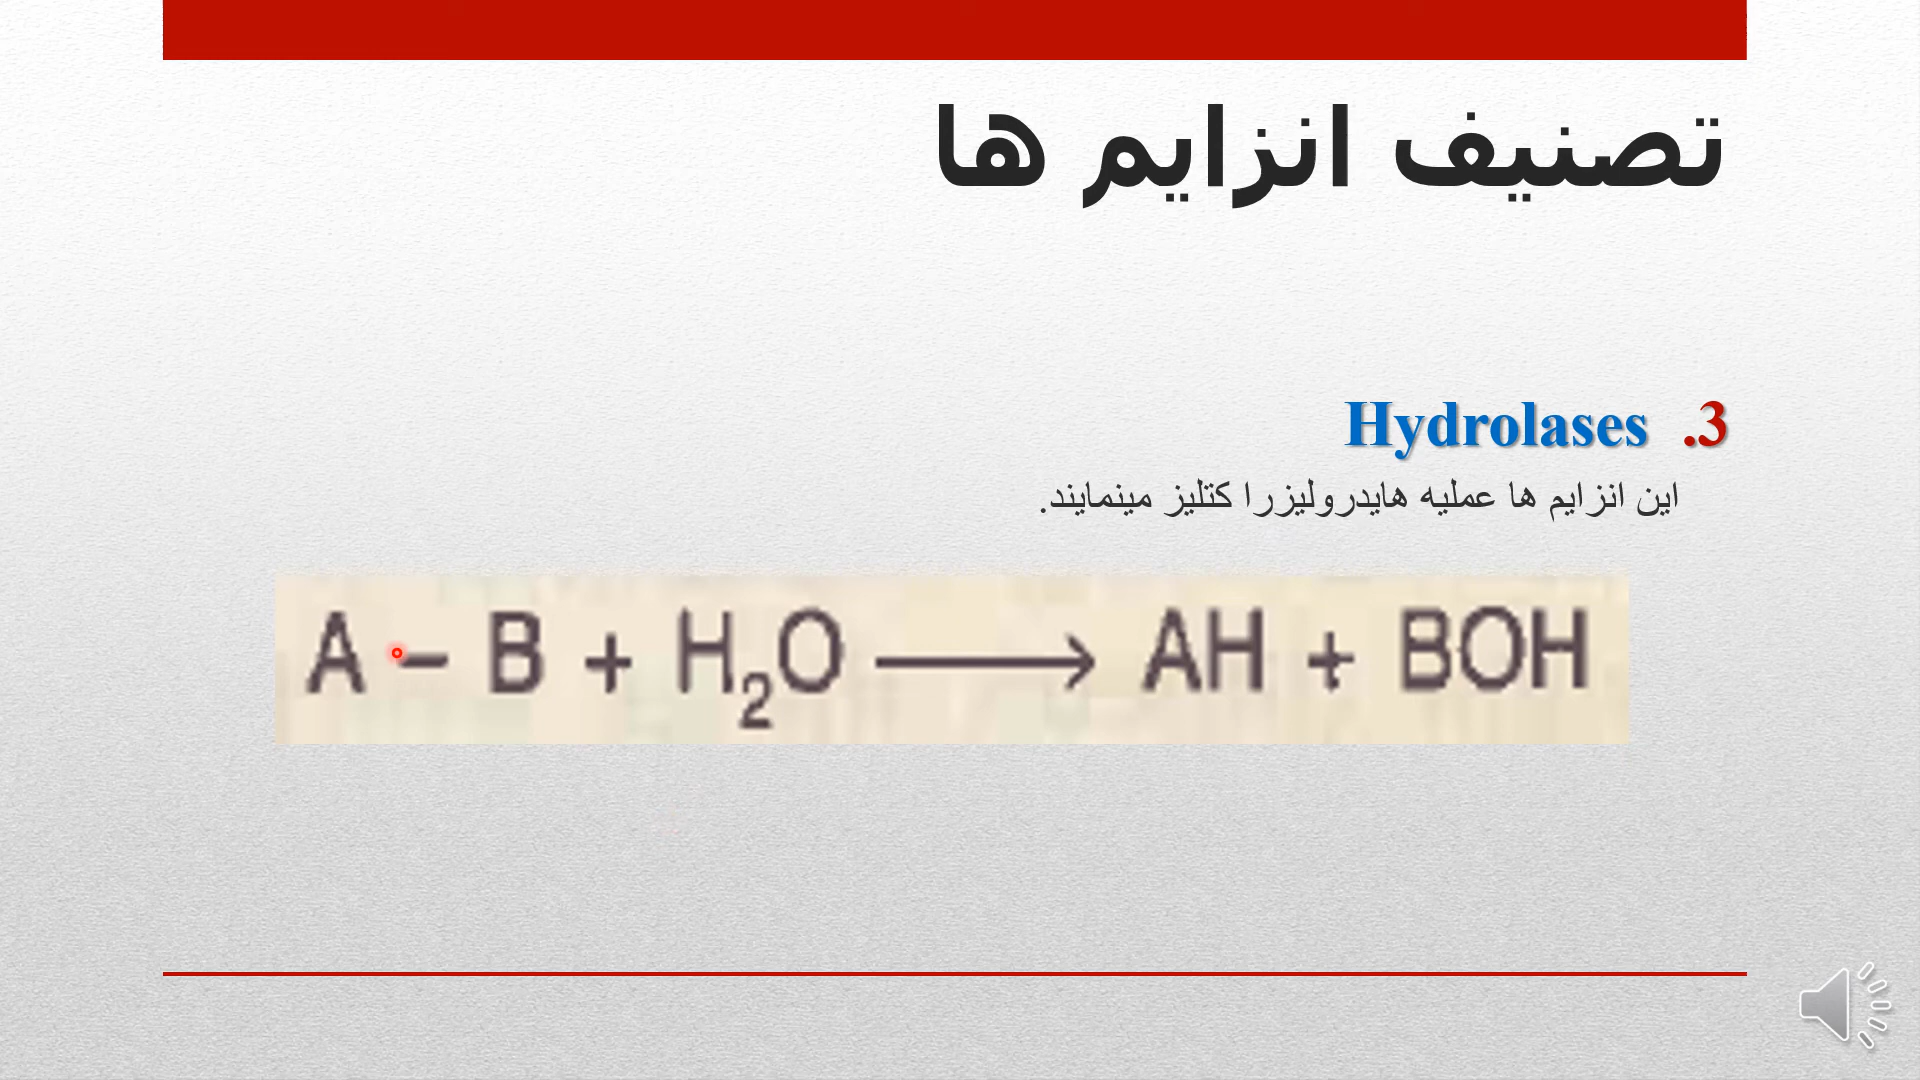 تصنیف انزایم ها
3. Hydrolases
این انزایم ها عملیه هایدرولیزرا کتلیز مینمایند.
A – B + H₂O ⟶ AH + BOH